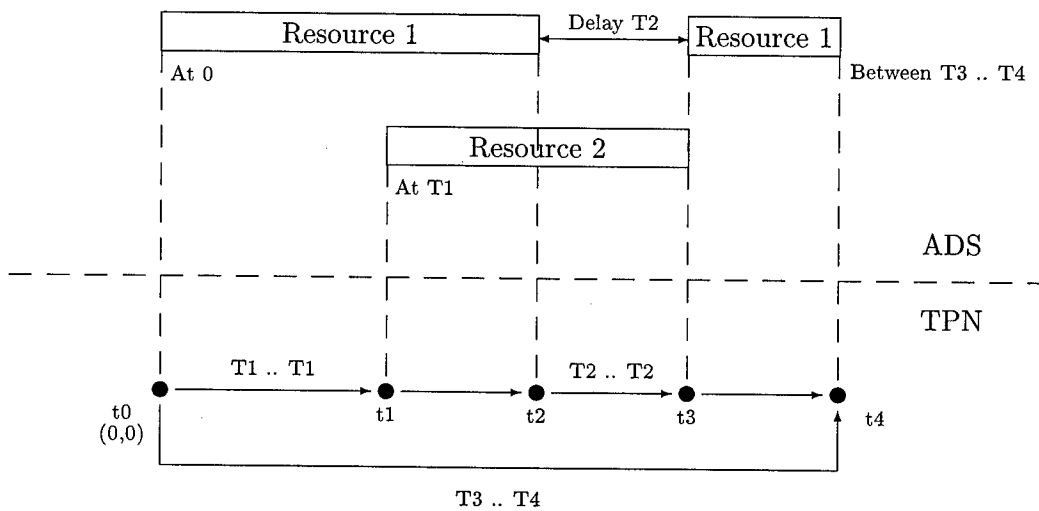 Resource 1
Delay T2
Resource 1
At 0
Between T3 .. T4
Resource 2
At T1
ADS
TPN
T1 .. T1
T2 .. T2
t0
(0,0)
t1
t2
t3
t4
T3 .. T4